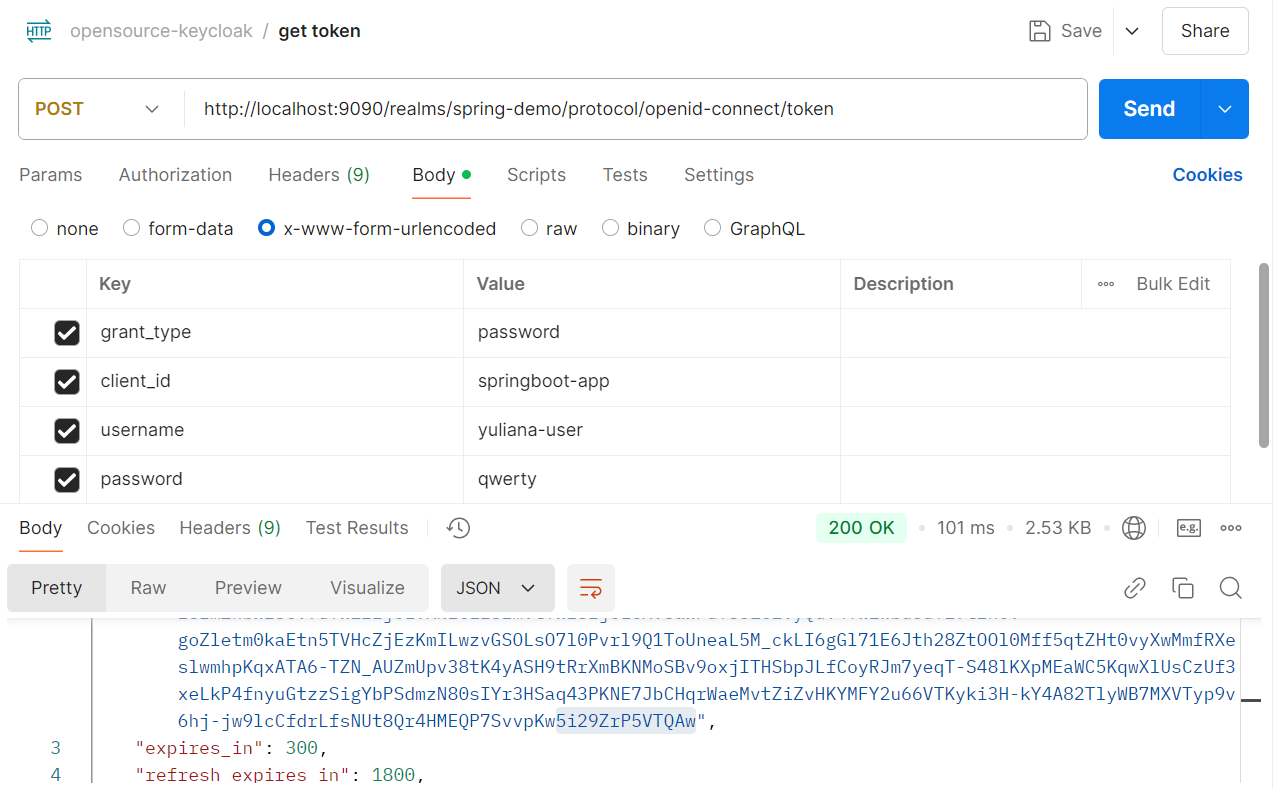 HTTP opensource-keycloak / get token Save Share
POST http://localhost:9090/realms/spring-demo/protocol/openid-connect/token Send
Params Authorization Headers (9) Body Scripts Tests Settings Cookies
none form-data x-www-form-urlencoded raw binary GraphQL
Key Value Description Bulk Edit
grant_type password
client_id springboot-app
username yuliana-user
password qwerty
Body Cookies Headers (9) Test Results 200 OK 101 ms 2.53 KB e.g.
Pretty Raw Preview Visualize JSON
goZletm0kaEtn5TVHcZjEzKmILwzvGSOLsO7l0Pvrl9Q1ToUneaL5M_ckLI6gGl71E6Jth28ZtOOl0Mff5qtZHt0vyXwMmfRXe
slwmhpKqxATA6-TZN_AUZmUpv38tK4yASH9tRrXmBKNMoSBv9oxjITHSbpJLfCoyRJm7yeqT-S48lKXpMEaWC5KqwXlUsCzUf3
xeLkP4fnyuGtzzSigYbPSdmzN80sIYr3HSaq43PKNE7JbCHqrWaeMvtZiZvHKYMFY2u66VTKyki3H-kY4A82TlyWB7MXVTyp9v
6hj-jw9lcCfdrLfsNUt8Qr4HMEQP7SvvpKw5i29ZrP5VTQAw",
3 "expires_in": 300,
4 "refresh_expires_in": 1800,